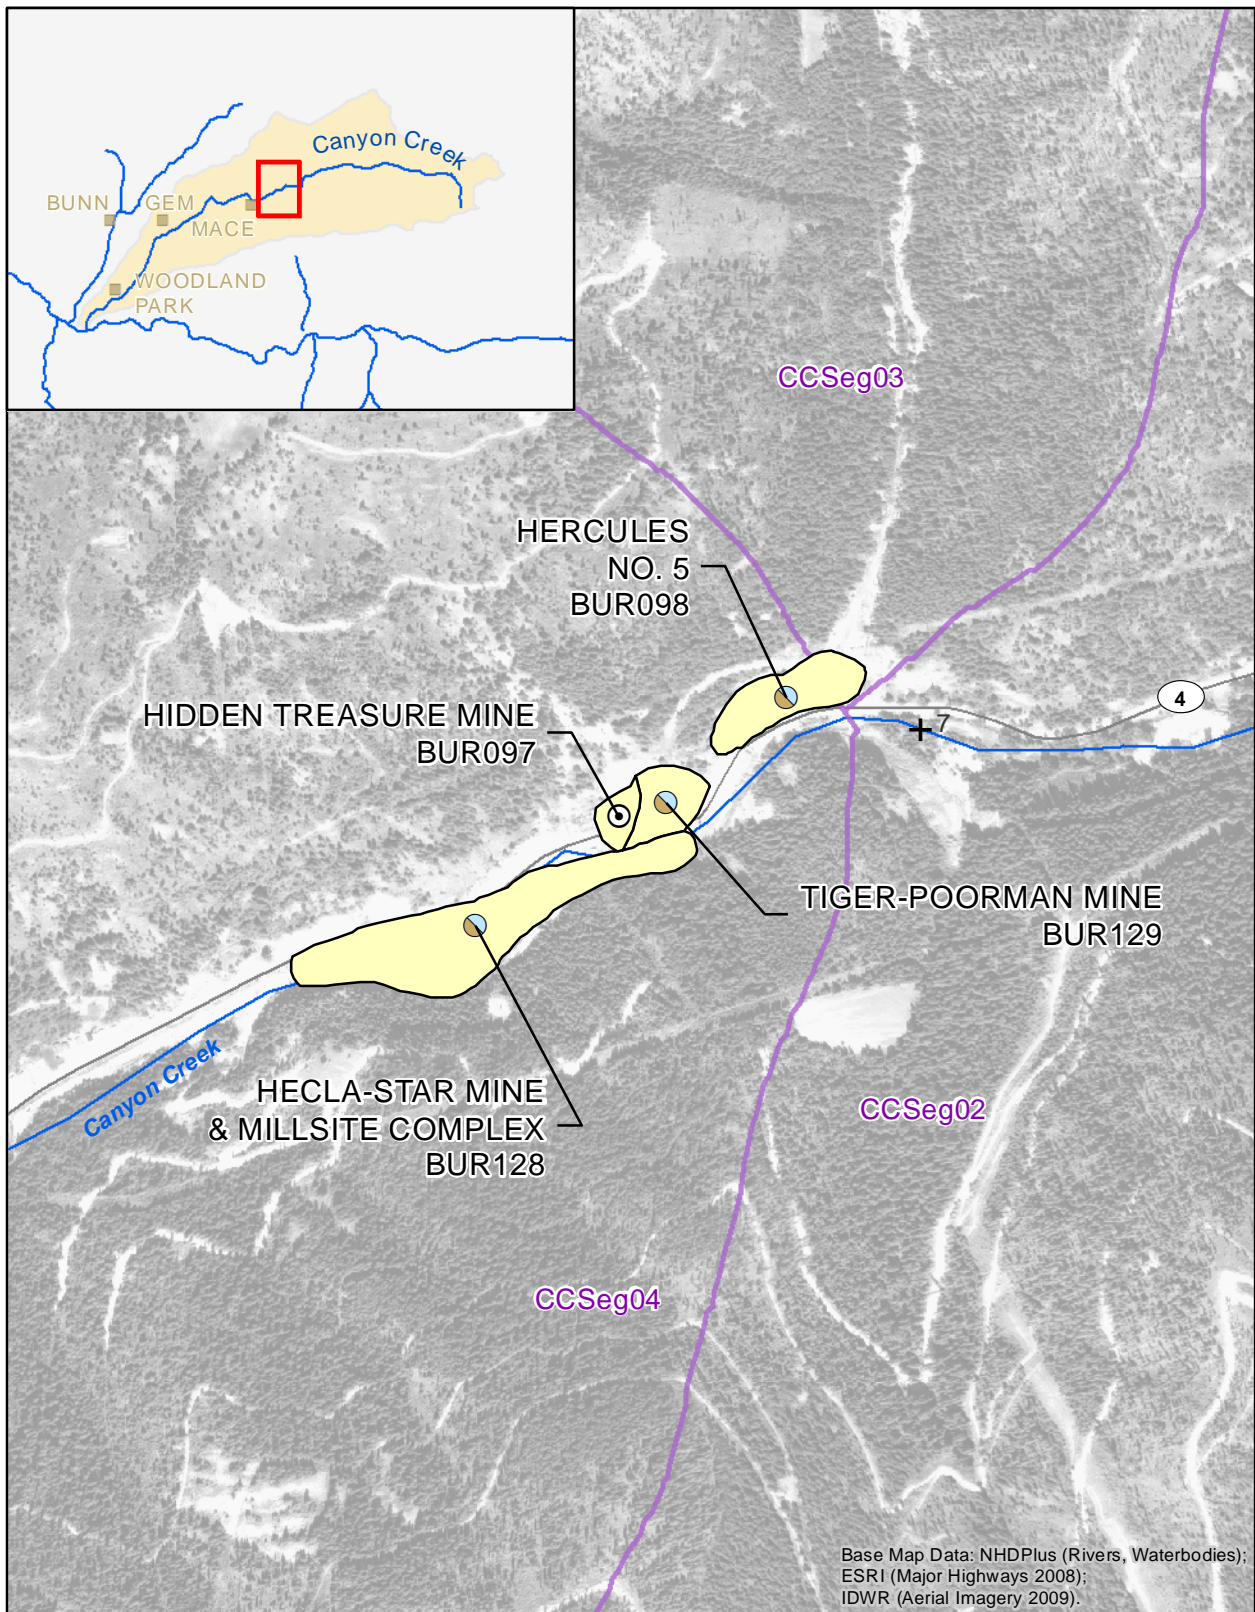 Canyon Creek
BUNN
GEM
MACE
WOODLAND
PARK
CCSeg03
HERCULES
NO. 5
BUR098
4
7
HIDDEN TREASURE MINE
BUR097
TIGER-POORMAN MINE
BUR129
Canyon Creek
HECLA-STAR MINE
& MILLSITE COMPLEX
BUR128
CCSeg02
CCSeg04
Base Map Data: NHDPlus (Rivers, Waterbodies);
ESRI (Major Highways 2008);
IDWR (Aerial Imagery 2009).